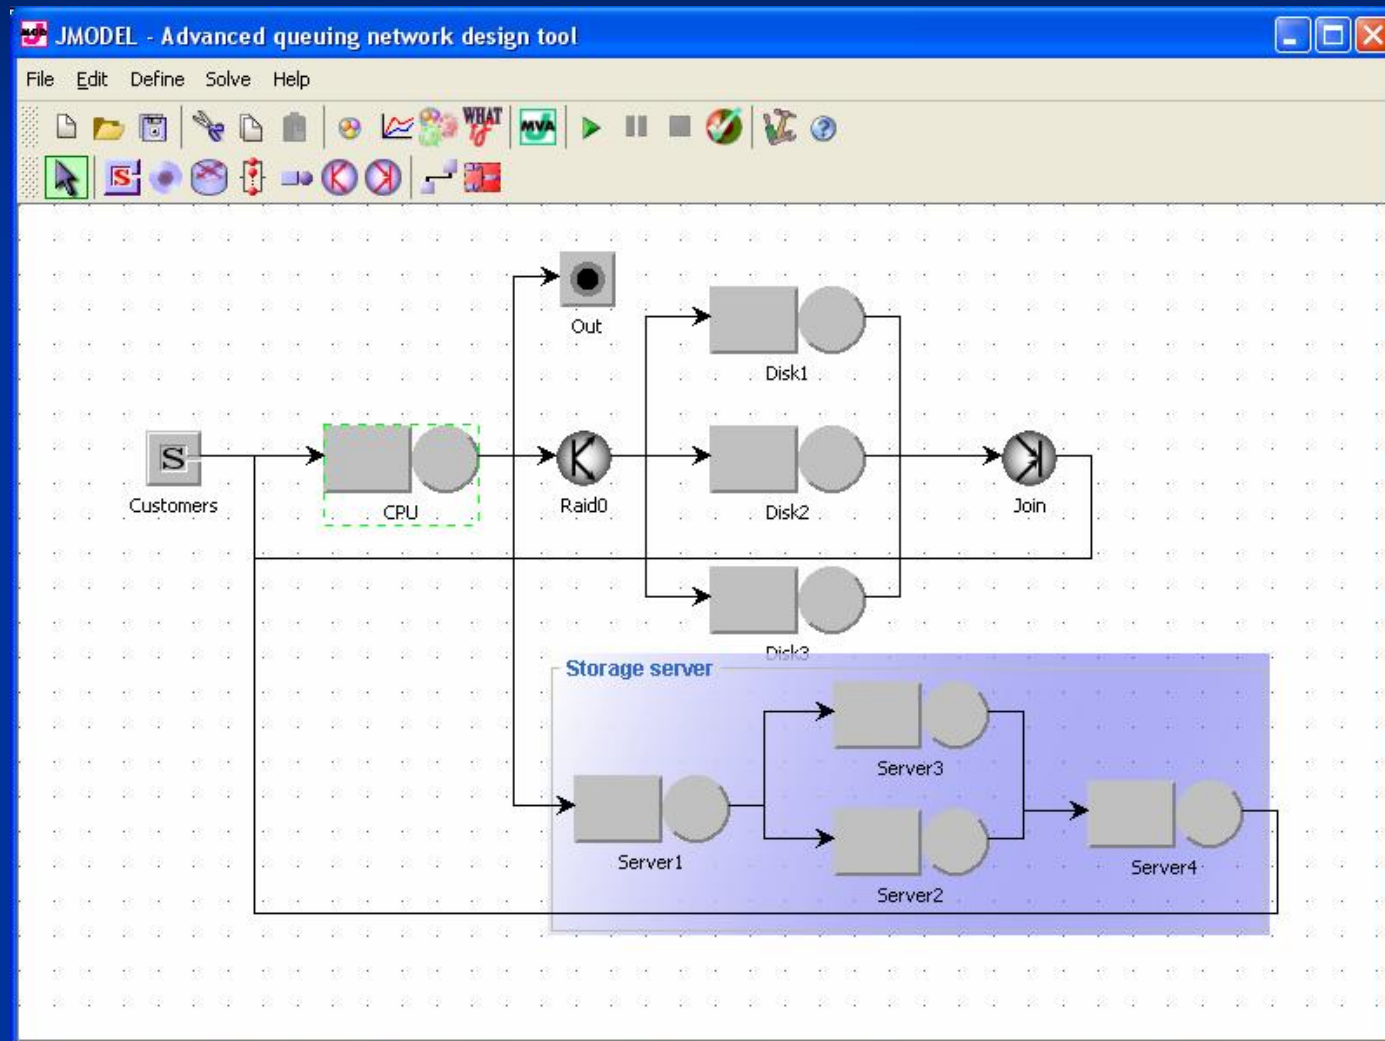 JMODEL - Advanced queuing network design tool
File Edit Define Solve Help
WHAT if
MVA
S
Out
Disk1
S
Customers
CPU
Raid0
Disk2
Join
Disk3
Storage server
Server3
Server1
Server4
Server2